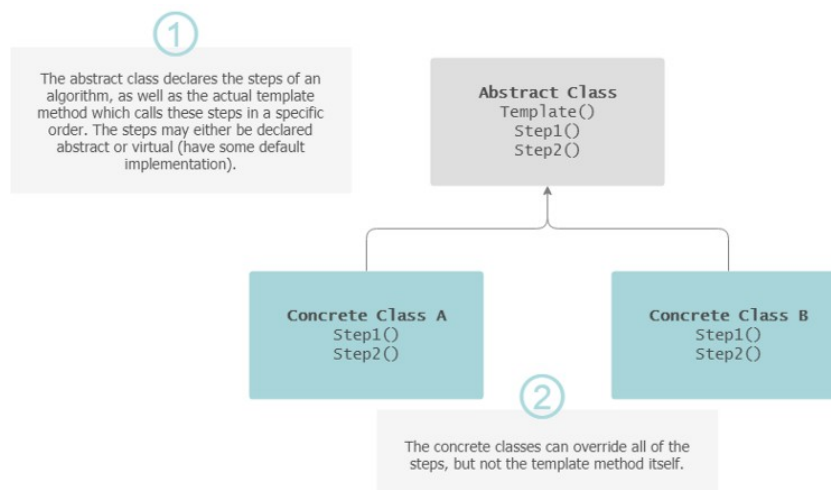 1
The abstract class declares the steps of an
algorithm, as well as the actual template
method which calls these steps in a specific
order. The steps may either be declared
abstract or virtual (have some default
implementation).
Abstract Class
Template()
Step1()
Step2()
Concrete Class A
Step1()
Step2()
Concrete Class B
Step1()
Step2()
2
The concrete classes can override all of the
steps, but not the template method itself.